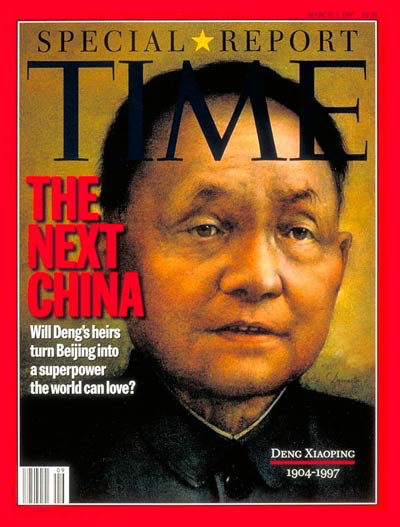 SPECIAL ★ REPORT
TIME
THE
NEXT
CHINA
Will Deng's heirs
turn Beijing into
a superpower
the world can love?
DENG XIAOPING
1904-1997
09